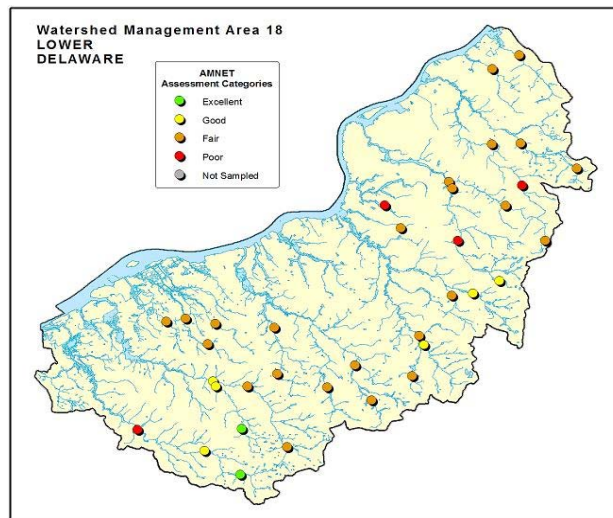 Watershed Management Area 18
LOWER
DELAWARE
AMNET
Assessment Categories
Excellent
Good
Fair
Poor
Not Sampled